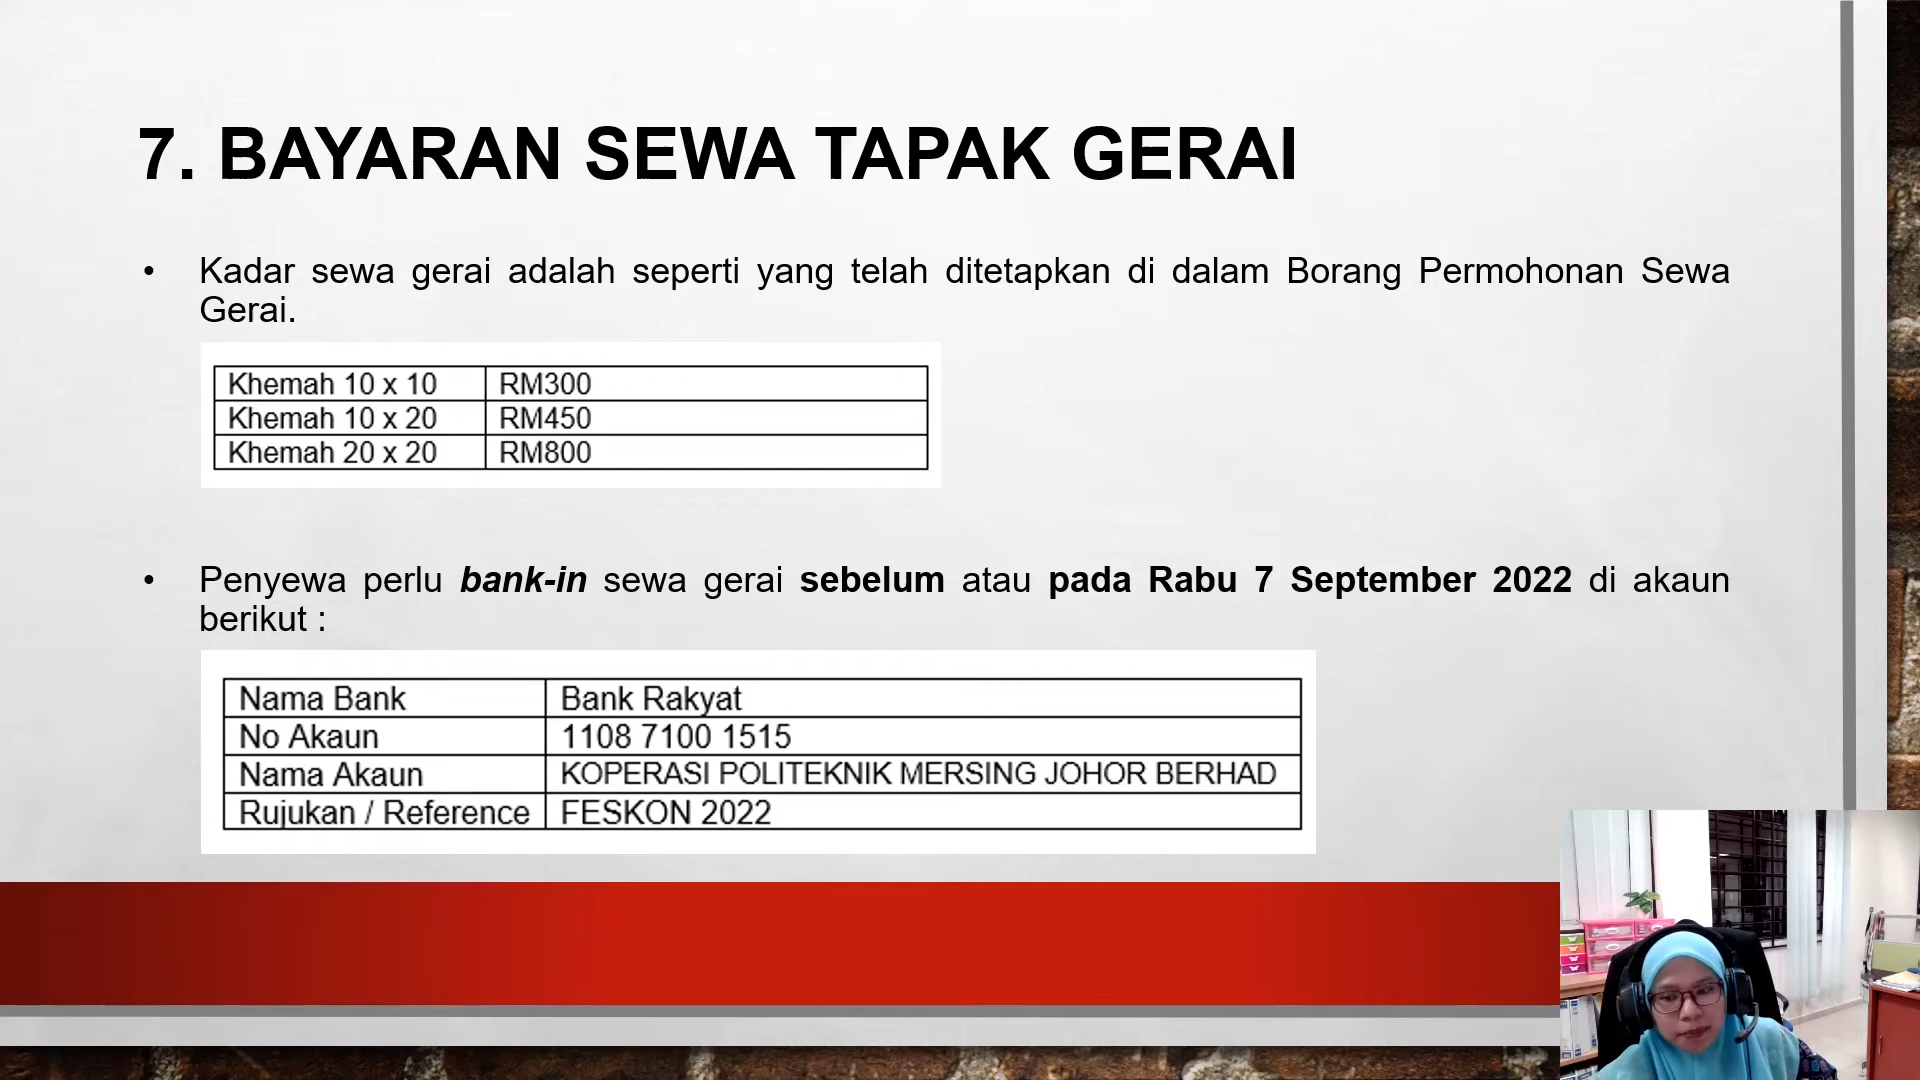 7. BAYARAN SEWA TAPAK GERAI
• Kadar sewa gerai adalah seperti yang telah ditetapkan di dalam Borang Permohonan Sewa
Gerai.
Khemah 10 x 10 RM300
Khemah 10 x 20 RM450
Khemah 20 x 20 RM800
• Penyewa perlu bank-in sewa gerai sebelum atau pada Rabu 7 September 2022 di akaun
berikut :
Nama Bank Bank Rakyat
No Akaun 1108 7100 1515
Nama Akaun KOPERASI POLITEKNIK MERSING JOHOR BERHAD
Rujukan / Reference FESKON 2022